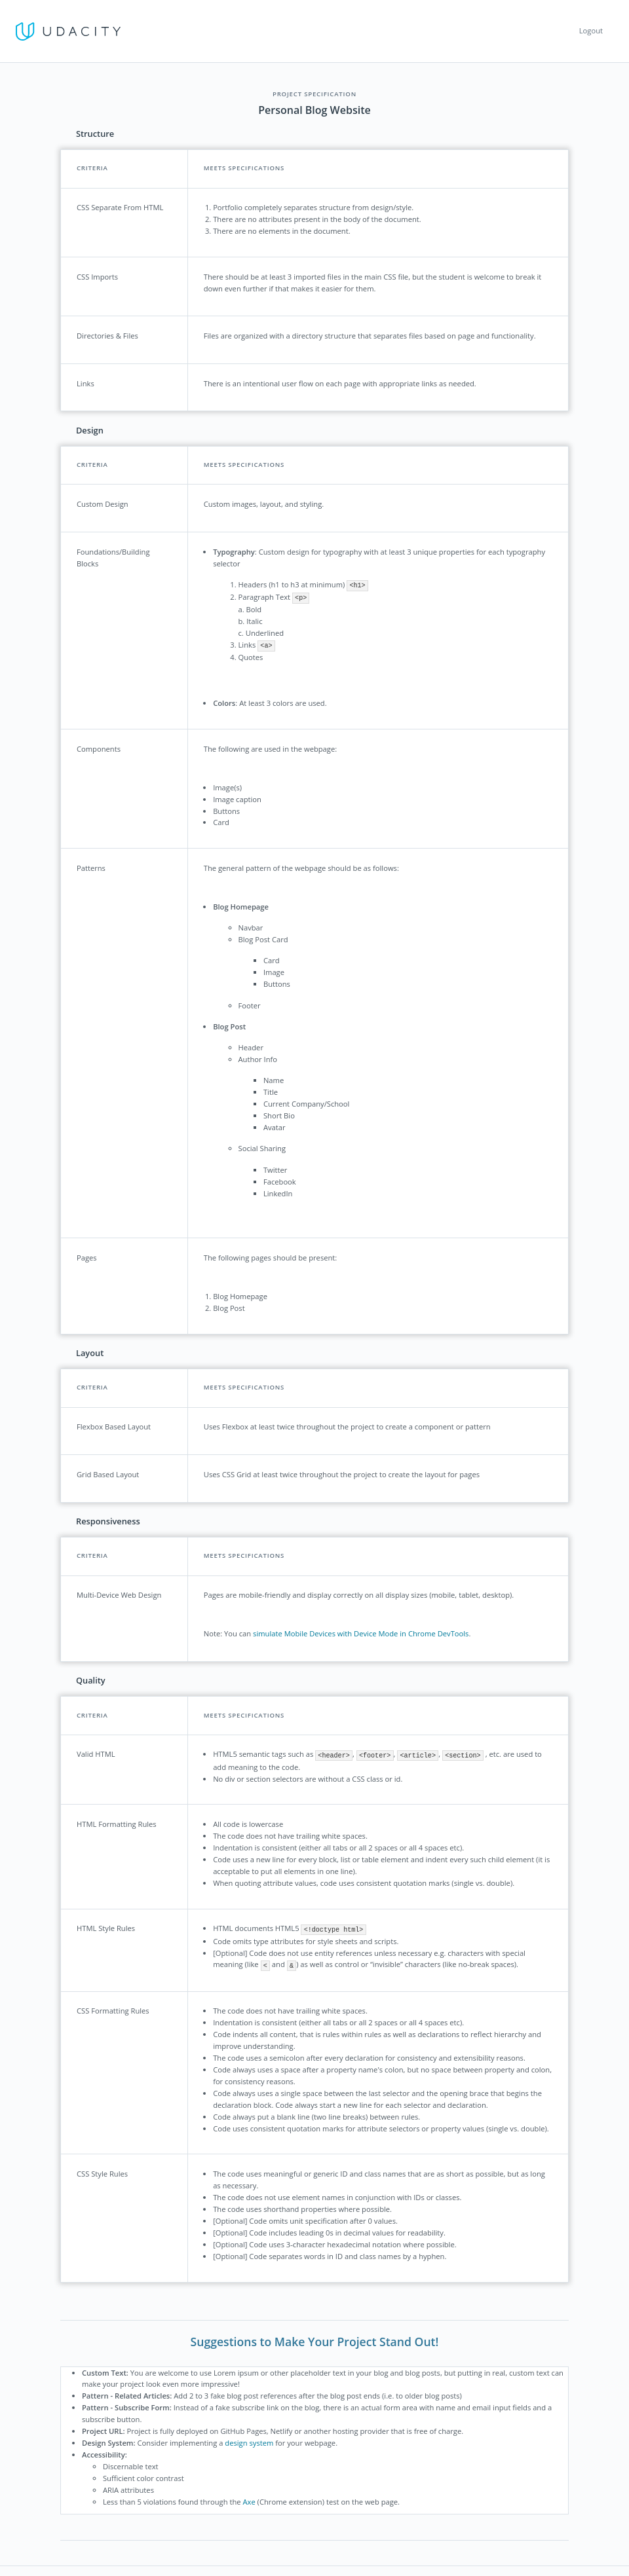 UDACITY
Logout
PROJECT SPECIFICATION
Personal Blog Website
Structure
CRITERIA
MEETS SPECIFICATIONS
CSS Separate From HTML
1. Portfolio completely separates structure from design/style.
2. There are no attributes present in the body of the document.
3. There are no elements in the document.
CSS Imports
There should be at least 3 imported files in the main CSS file, but the student is welcome to break it
down even further if that makes it easier for them.
Directories & Files
Files are organized with a directory structure that separates files based on page and functionality.
Links
There is an intentional user flow on each page with appropriate links as needed.
Design
CRITERIA
MEETS SPECIFICATIONS
Custom Design
Custom images, layout, and styling.
Foundations/Building
Blocks
• Typography: Custom design for typography with at least 3 unique properties for each typography
selector
1. Headers (h1 to h3 at minimum) <h1>
2. Paragraph Text <p>
a. Bold
b. Italic
c. Underlined
3. Links <a>
4. Quotes
• Colors: At least 3 colors are used.
Components
The following are used in the webpage:
• Image(s)
• Image caption
• Buttons
• Card
Patterns
The general pattern of the webpage should be as follows:
• Blog Homepage
Navbar
Blog Post Card
Card
Image
Buttons
Footer
• Blog Post
Header
Author Info
Name
Title
Current Company/School
Short Bio
Avatar
Social Sharing
Twitter
Facebook
LinkedIn
Pages
The following pages should be present:
1. Blog Homepage
2. Blog Post
Layout
CRITERIA
MEETS SPECIFICATIONS
Flexbox Based Layout
Uses Flexbox at least twice throughout the project to create a component or pattern
Grid Based Layout
Uses CSS Grid at least twice throughout the project to create the layout for pages
Responsiveness
CRITERIA
MEETS SPECIFICATIONS
Multi-Device Web Design
Pages are mobile-friendly and display correctly on all display sizes (mobile, tablet, desktop).
Note: You can simulate Mobile Devices with Device Mode in Chrome DevTools.
Quality
CRITERIA
MEETS SPECIFICATIONS
Valid HTML
• HTML5 semantic tags such as <header>, <footer>, <article>, <section> , etc. are used to
add meaning to the code.
• No div or section selectors are without a CSS class or id.
HTML Formatting Rules
• All code is lowercase
• The code does not have trailing white spaces.
• Indentation is consistent (either all tabs or all 2 spaces or all 4 spaces etc).
• Code uses a new line for every block, list or table element and indent every such child element (it is
acceptable to put all elements in one line).
• When quoting attribute values, code uses consistent quotation marks (single vs. double).
HTML Style Rules
• HTML documents HTML5 <!doctype html>
• Code omits type attributes for style sheets and scripts.
• [Optional] Code does not use entity references unless necessary e.g. characters with special
meaning (like < and &) as well as control or "invisible" characters (like no-break spaces).
CSS Formatting Rules
• The code does not have trailing white spaces.
• Indentation is consistent (either all tabs or all 2 spaces or all 4 spaces etc).
• Code indents all content, that is rules within rules as well as declarations to reflect hierarchy and
improve understanding.
• The code uses a semicolon after every declaration for consistency and extensibility reasons.
• Code always uses a space after a property name's colon, but no space between property and colon,
for consistency reasons.
• Code always uses a single space between the last selector and the opening brace that begins the
declaration block. Code always start a new line for each selector and declaration.
• Code always put a blank line (two line breaks) between rules.
• Code uses consistent quotation marks for attribute selectors or property values (single vs. double).
CSS Style Rules
• The code uses meaningful or generic ID and class names that are as short as possible, but as long
as necessary.
• The code does not use element names in conjunction with IDs or classes.
• The code uses shorthand properties where possible.
• [Optional] Code omits unit specification after 0 values.
• [Optional] Code includes leading 0s in decimal values for readability.
• [Optional] Code uses 3-character hexadecimal notation where possible.
• [Optional] Code separates words in ID and class names by a hyphen.
Suggestions to Make Your Project Stand Out!
• Custom Text: You are welcome to use Lorem ipsum or other placeholder text in your blog and blog posts, but putting in real, custom text can
make your project look even more impressive!
• Pattern - Related Articles: Add 2 to 3 fake blog post references after the blog post ends (i.e. to older blog posts)
• Pattern - Subscribe Form: Instead of a fake subscribe link on the blog, there is an actual form area with name and email input fields and a
subscribe button.
• Project URL: Project is fully deployed on GitHub Pages, Netlify or another hosting provider that is free of charge.
• Design System: Consider implementing a design system for your webpage.
• Accessibility:
Discernable text
Sufficient color contrast
ARIA attributes
Less than 5 violations found through the Axe (Chrome extension) test on the web page.